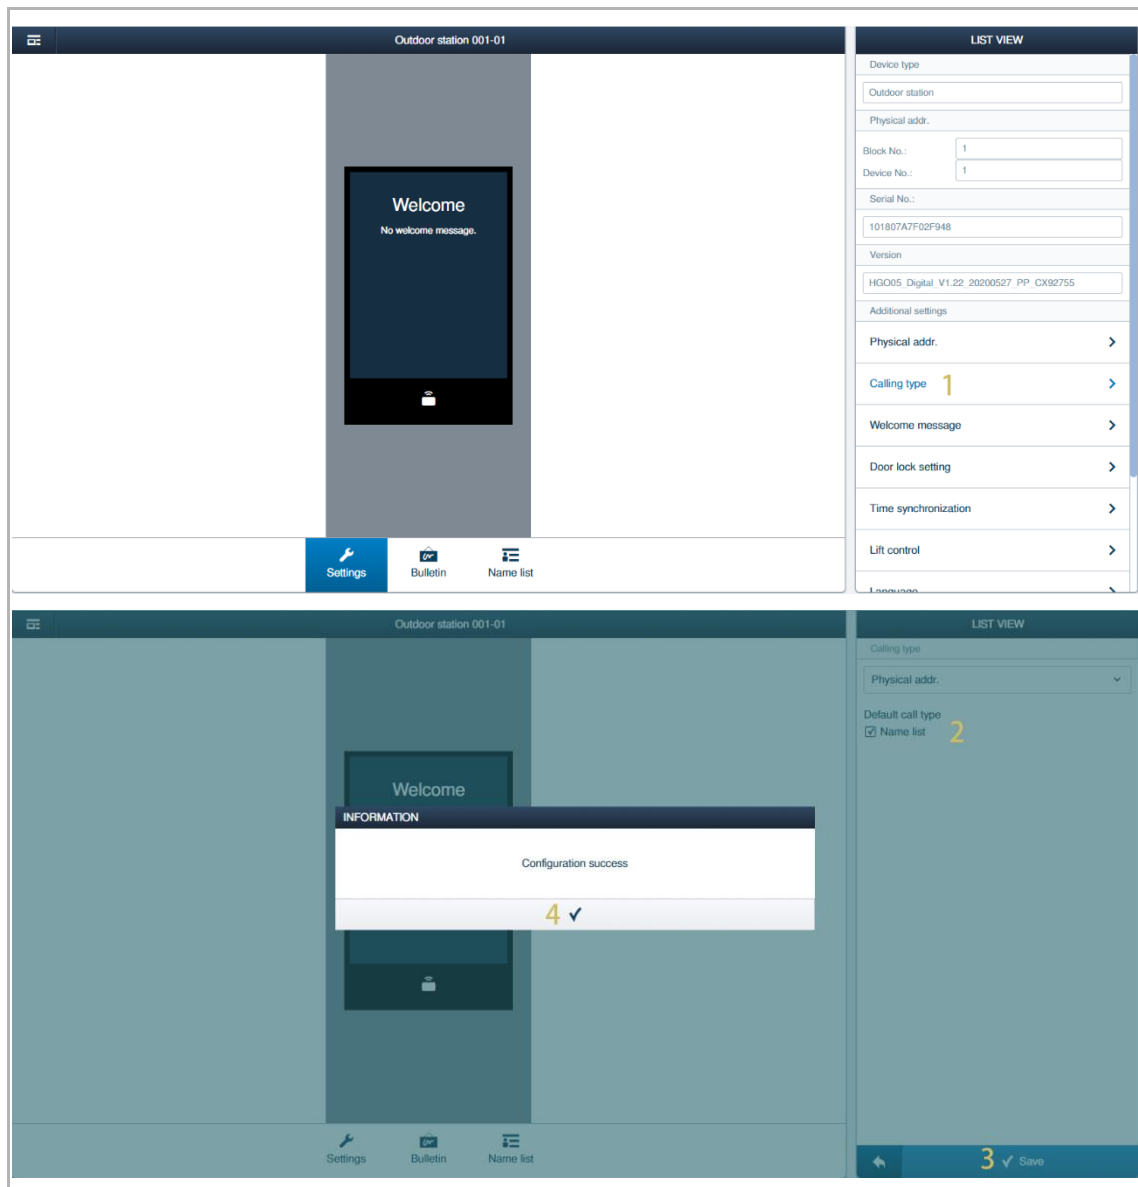 Outdoor station 001-01
LIST VIEW
Device type
Outdoor station
Physical addr.
Block No.: 1
Device No.: 1
Serial No.:
101807A7F02F948
Version
HGO05_Digital_V1.22_20200527_PP_CX92755
Additional settings
Physical addr.
Calling type 1
Welcome message
Door lock setting
Time synchronization
Lift control
Language
Welcome
No welcome message.
Settings
Bulletin
Name list
Outdoor station 001-01
LIST VIEW
Calling type
Physical addr.
Default call type
Name list 2
Welcome
INFORMATION
Configuration success
4
Settings
Bulletin
Name list
3 Save